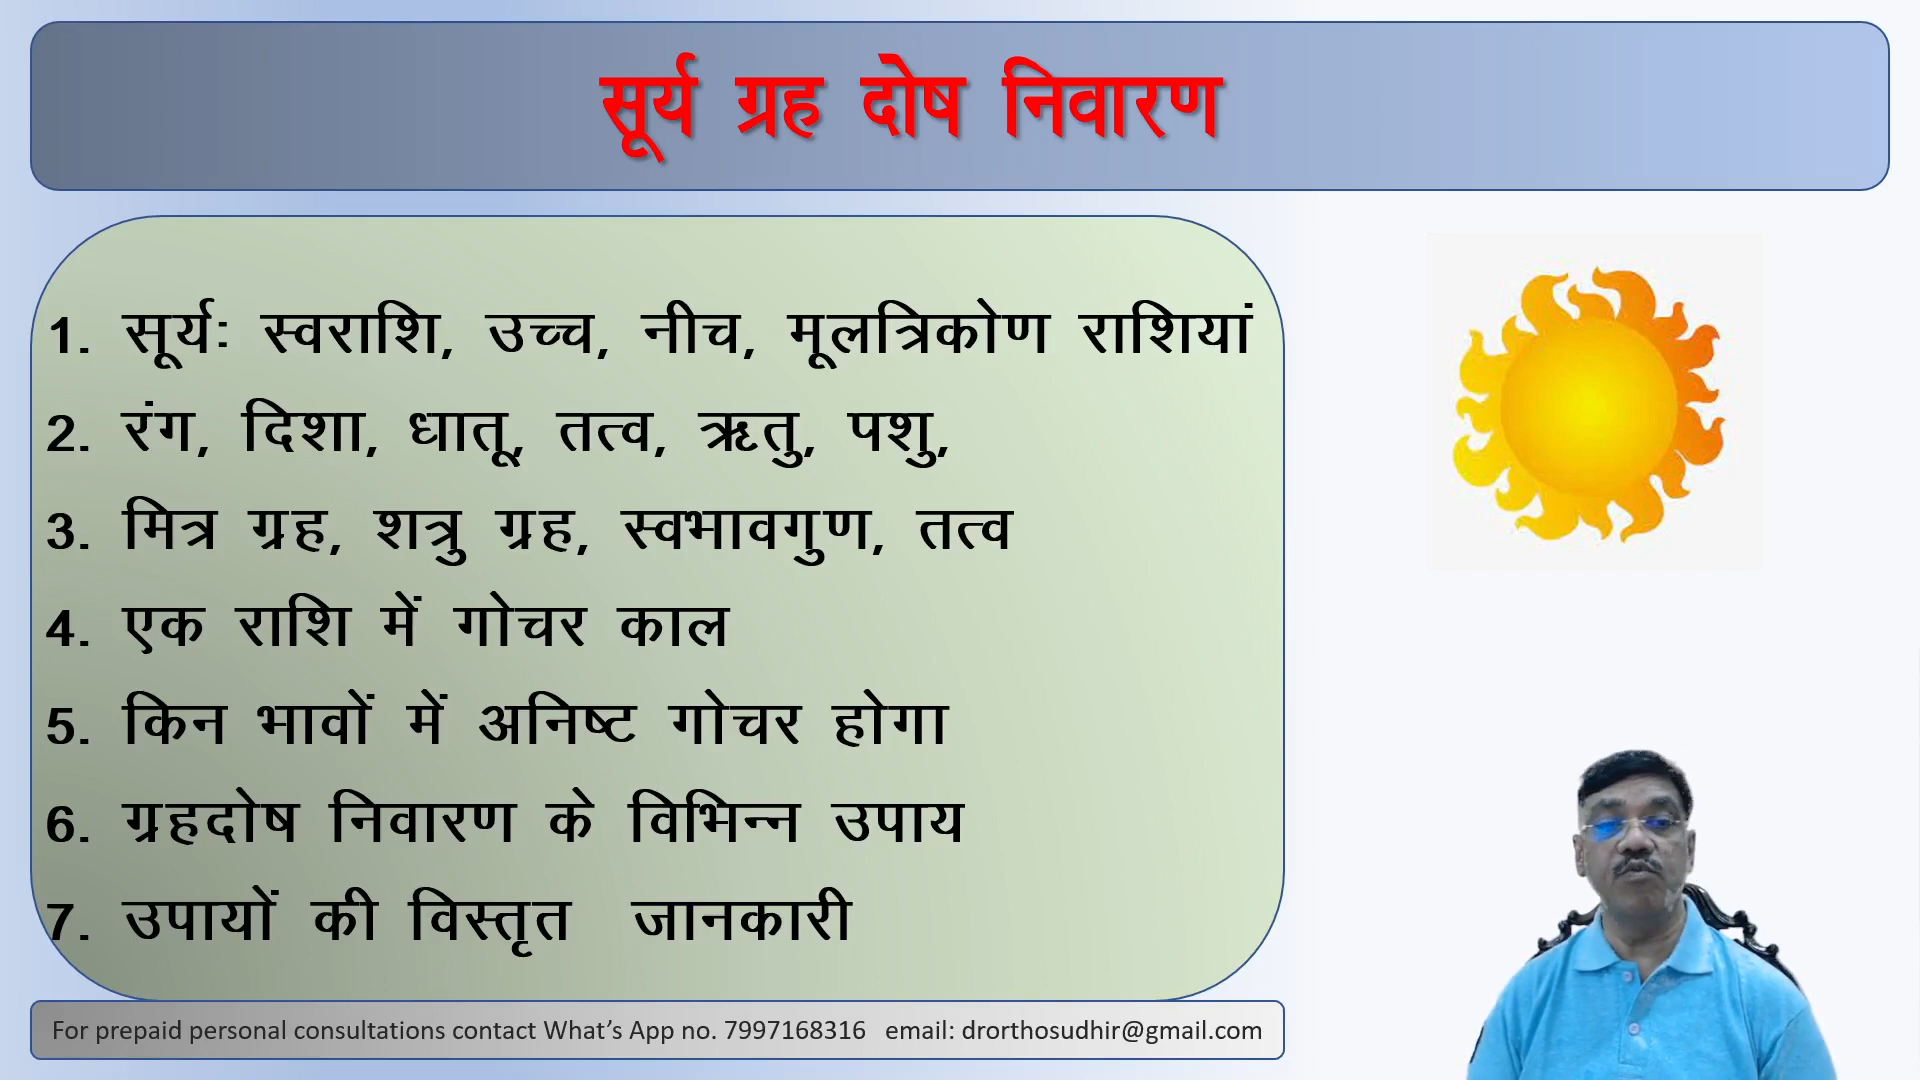 सूर्य ग्रह दोष निवारण
1. सूर्यः स्वराशि, उच्च, नीच, मूलत्रिकोण राशियां
2. रंग, दिशा, धातू, तत्व, ऋतु, पशु,
3. मित्र ग्रह, शत्रु ग्रह, स्वभावगुण, तत्व
4. एक राशि में गोचर काल
5. किन भावों में अनिष्ट गोचर होगा
6. ग्रहदोष निवारण के विभिन्न उपाय
7. उपायों की विस्तृत जानकारी
For prepaid personal consultations contact What’s App no. 7997168316 email: drorthosudhir@gmail.com